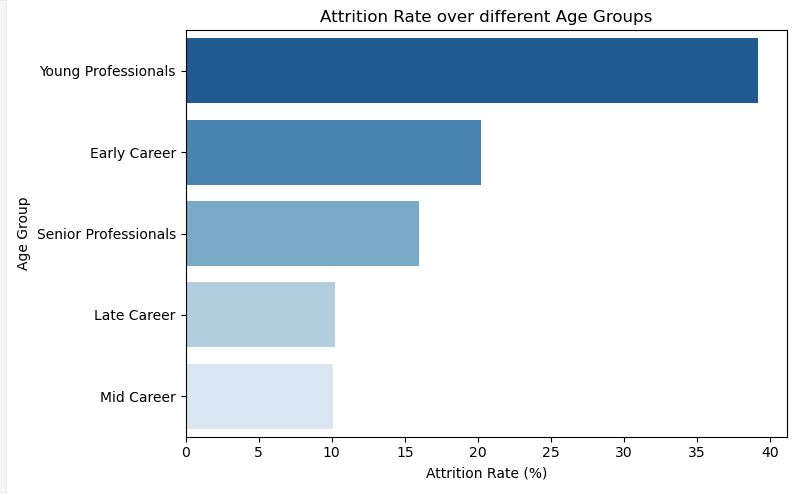 Attrition Rate over different Age Groups
Age Group
Young Professionals
Early Career
Senior Professionals
Late Career
Mid Career
0 5 10 15 20 25 30 35 40
Attrition Rate (%)